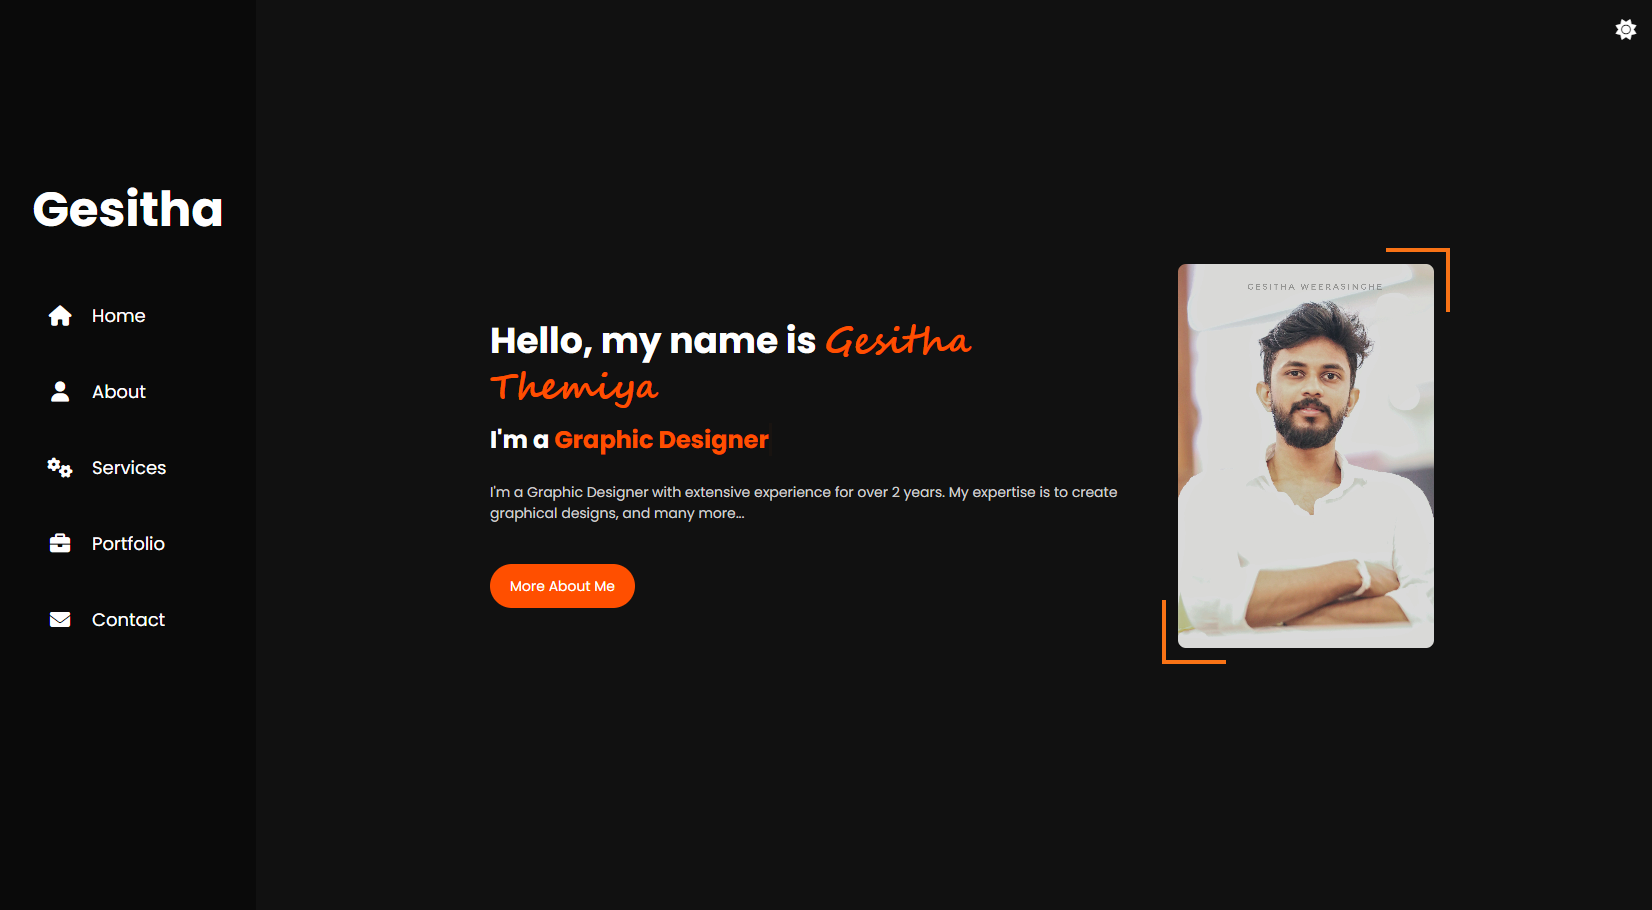 Gesitha
Home
About
Services
Portfolio
Contact
Hello, my name is Gesitha
Themiya
I'm a Graphic Designer
I'm a Graphic Designer with extensive experience for over 2 years. My expertise is to create
graphical designs, and many more...
More About Me
GESITHA WEERASINGHE